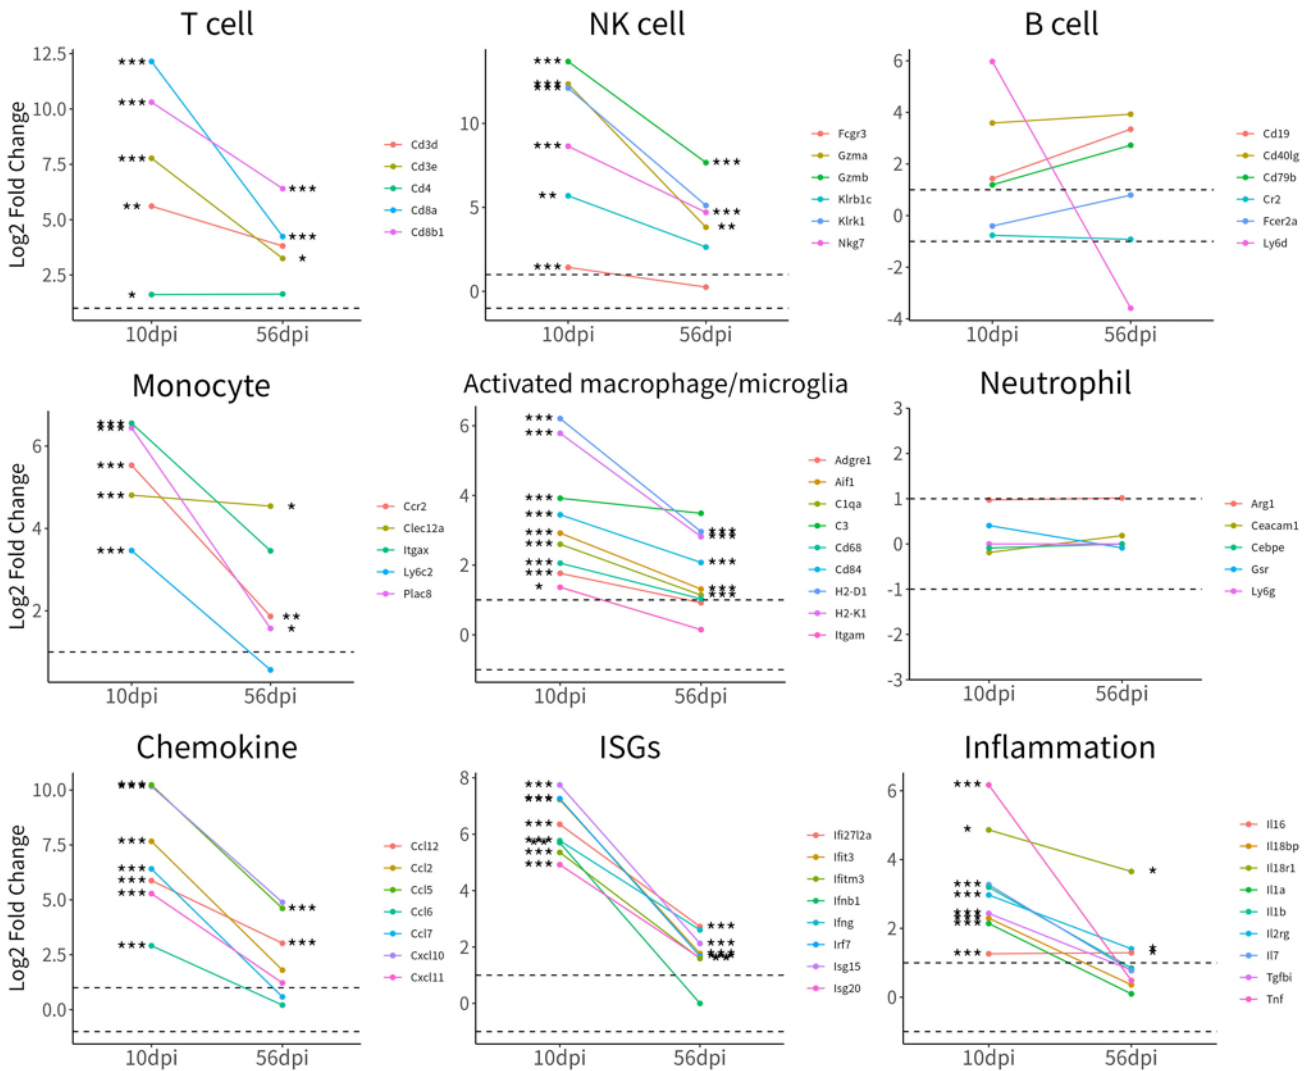 T cell
NK cell
B cell
Log2 Fold Change
12.5
10.0
7.5
5.0
2.5
10dpi
56dpi
Cd3d
Cd3e
Cd4
Cd8a
Cd8b1
10
5
0
10dpi
56dpi
Fcgr3
Gzma
Gzmb
Klrb1c
Klrk1
Nkg7
6
4
2
0
-2
-4
10dpi
56dpi
Cd19
Cd40lg
Cd79b
Cr2
Fcer2a
Ly6d
Monocyte
Activated macrophage/microglia
Neutrophil
Log2 Fold Change
6
4
2
10dpi
56dpi
Ccr2
Clec12a
Itgax
Ly6c2
Plac8
6
4
2
0
10dpi
56dpi
Adgre1
Aif1
C1qa
C3
Cd68
Cd84
H2-D1
H2-K1
Itgam
3
2
1
0
-1
-2
-3
10dpi
56dpi
Arg1
Ceacam1
Cebpe
Gsr
Ly6g
Chemokine
ISGs
Inflammation
Log2 Fold Change
10.0
7.5
5.0
2.5
0.0
10dpi
56dpi
Ccl12
Ccl2
Ccl5
Ccl6
Ccl7
Cxcl10
Cxcl11
8
6
4
2
0
10dpi
56dpi
Ifi27l2a
Ifit3
Ifitm3
Ifnb1
Ifng
Irf7
Isg15
Isg20
6
4
2
0
10dpi
56dpi
Il16
Il18bp
Il18r1
Il1a
Il1b
Il2rg
Il7
Tgfbi
Tnf